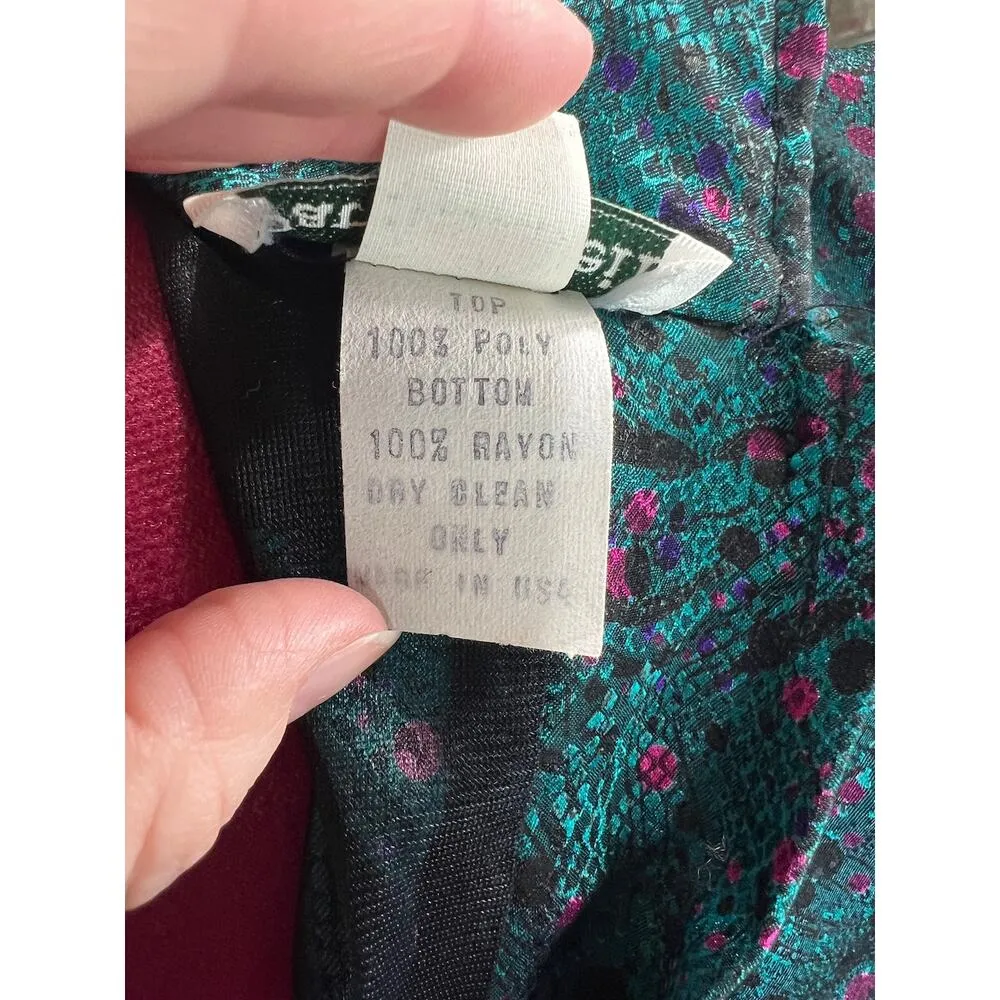 TOP
100% POLY
BOTTOM
100% RAYON
DRY CLEAN
ONLY
MADE IN USA